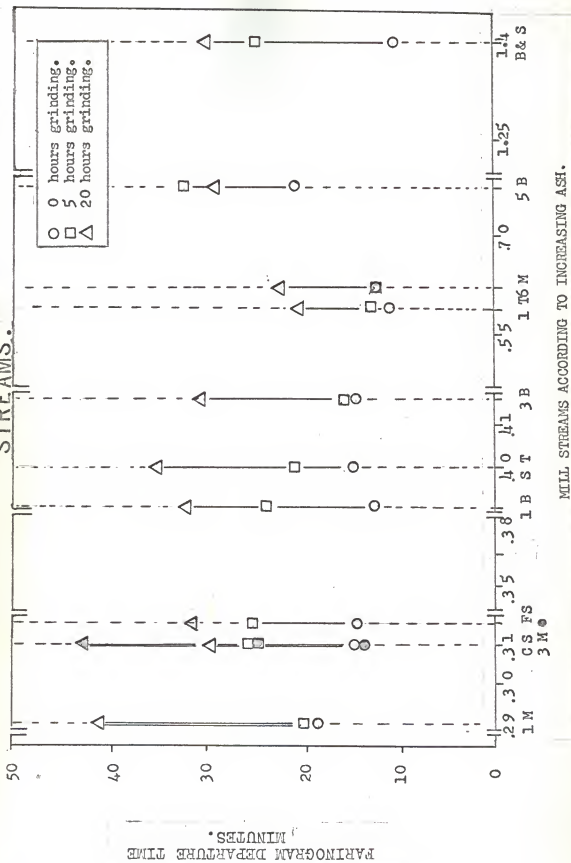 STREAMS.
0 hours grinding.
5 hours grinding.
20 hours grinding.
FARINOGRAM DEPARTURE TIME
, MINUTES.
50
40
30
20
10
0
.29 .30 .31 .35 .38 .40 .41 .55 .70 1.25 1.4
1 M CS FS 1 B ST 3 B 1 T 6 M 5 B B&S
3 M
MILL STREAMS ACCORDING TO INCREASING ASH.